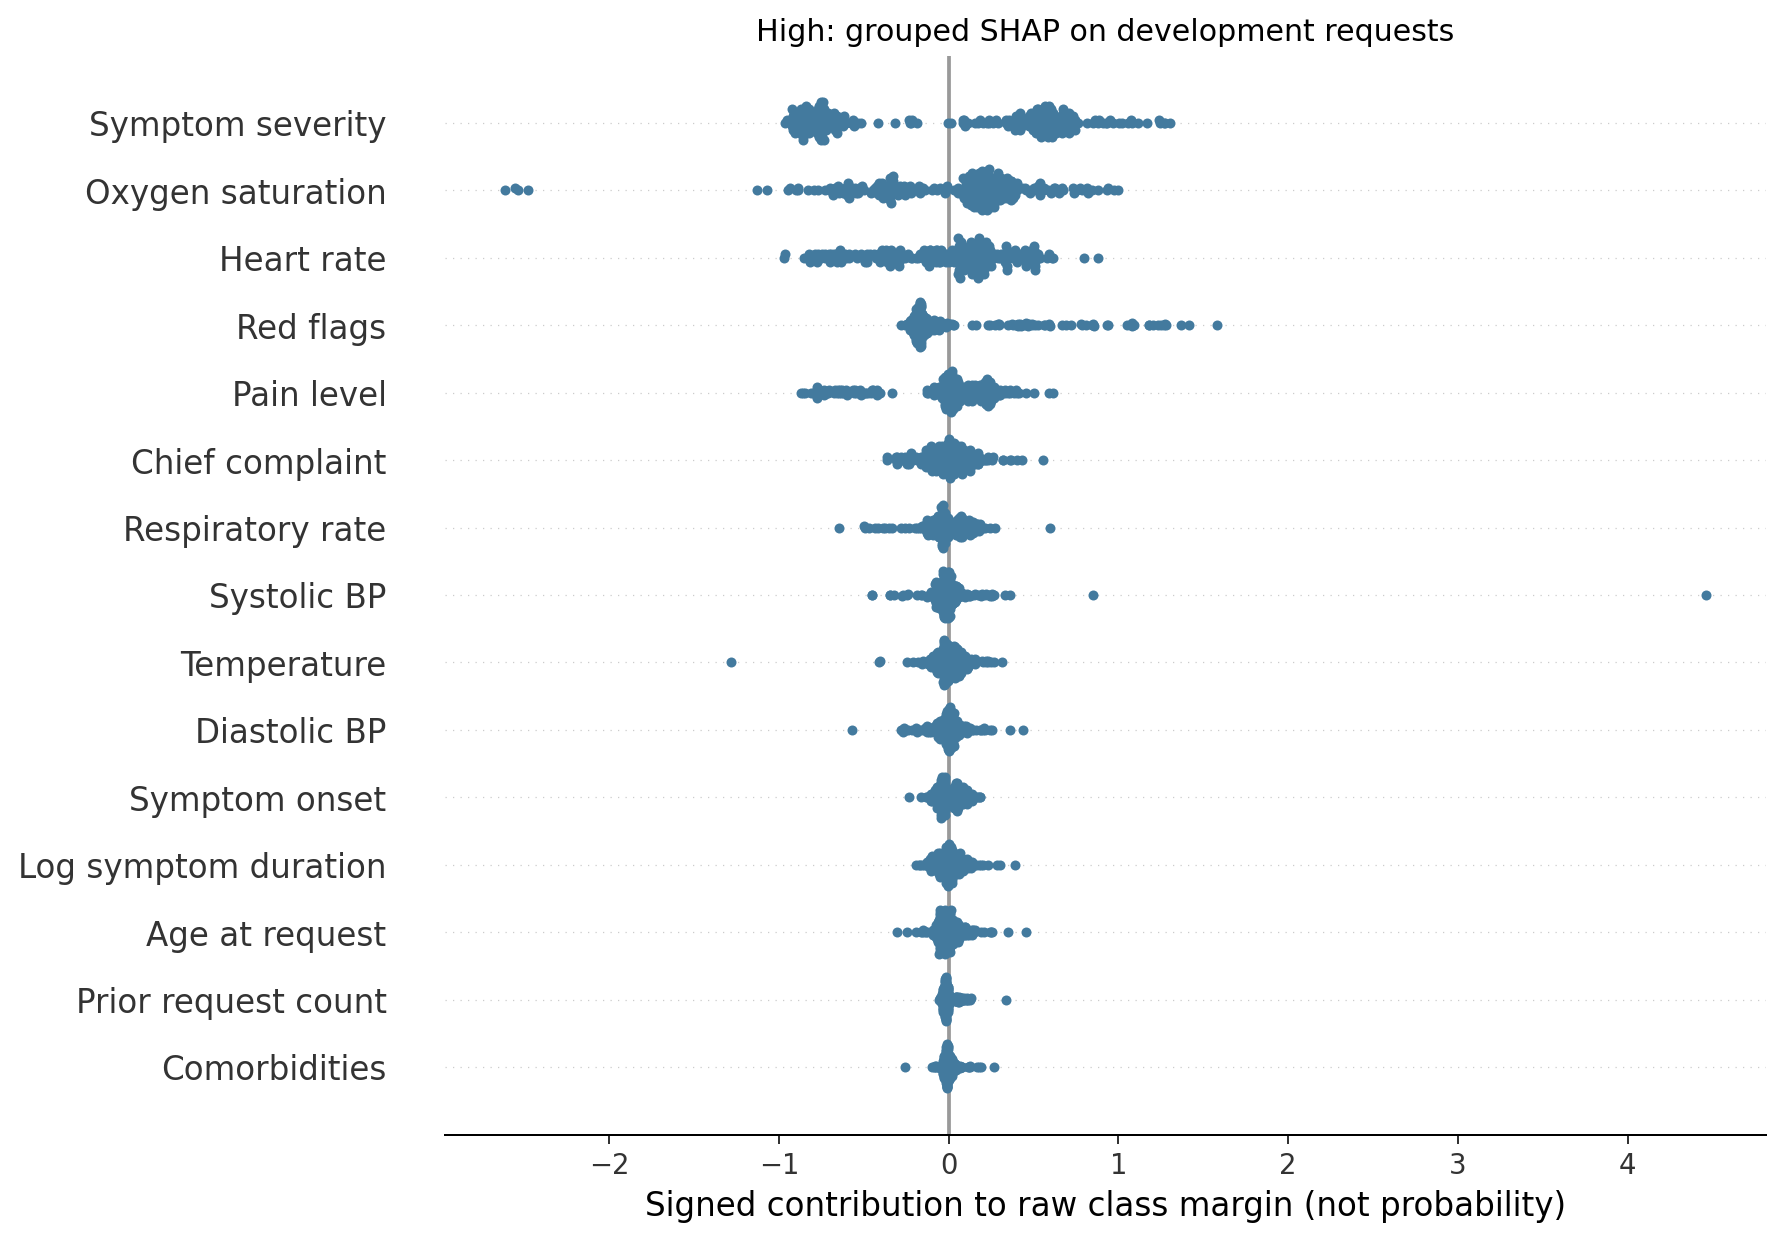 High: grouped SHAP on development requests
Symptom severity
Oxygen saturation
Heart rate
Red flags
Pain level
Chief complaint
Respiratory rate
Systolic BP
Temperature
Diastolic BP
Symptom onset
Log symptom duration
Age at request
Prior request count
Comorbidities
−2 −1 0 1 2 3 4
Signed contribution to raw class margin (not probability)